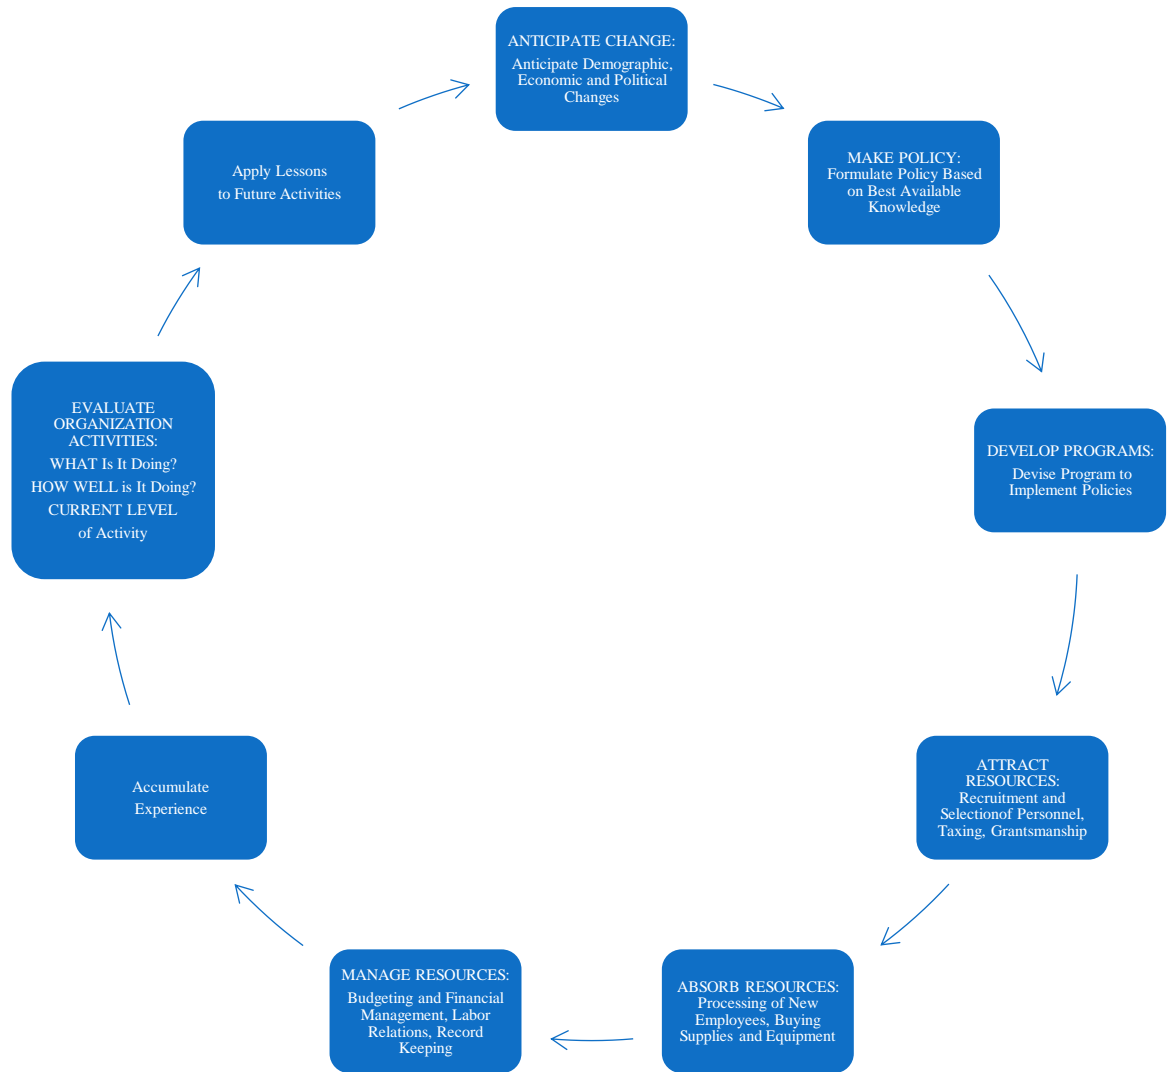 ANTICIPATE CHANGE:
Anticipate Demographic,
Economic and Political
Changes
MAKE POLICY:
Formulate Policy Based
on Best Available
Knowledge
DEVELOP PROGRAMS:
Devise Program to
Implement Policies
ATTRACT
RESOURCES:
Recruitment and
Selectionof Personnel,
Taxing, Grantsmanship
ABSORB RESOURCES:
Processing of New
Employees, Buying
Supplies and Equipment
MANAGE RESOURCES:
Budgeting and Financial
Management, Labor
Relations, Record
Keeping
Accumulate
Experience
EVALUATE
ORGANIZATION
ACTIVITIES:
WHAT Is It Doing?
HOW WELL is It Doing?
CURRENT LEVEL
of Activity
Apply Lessons
to Future Activities